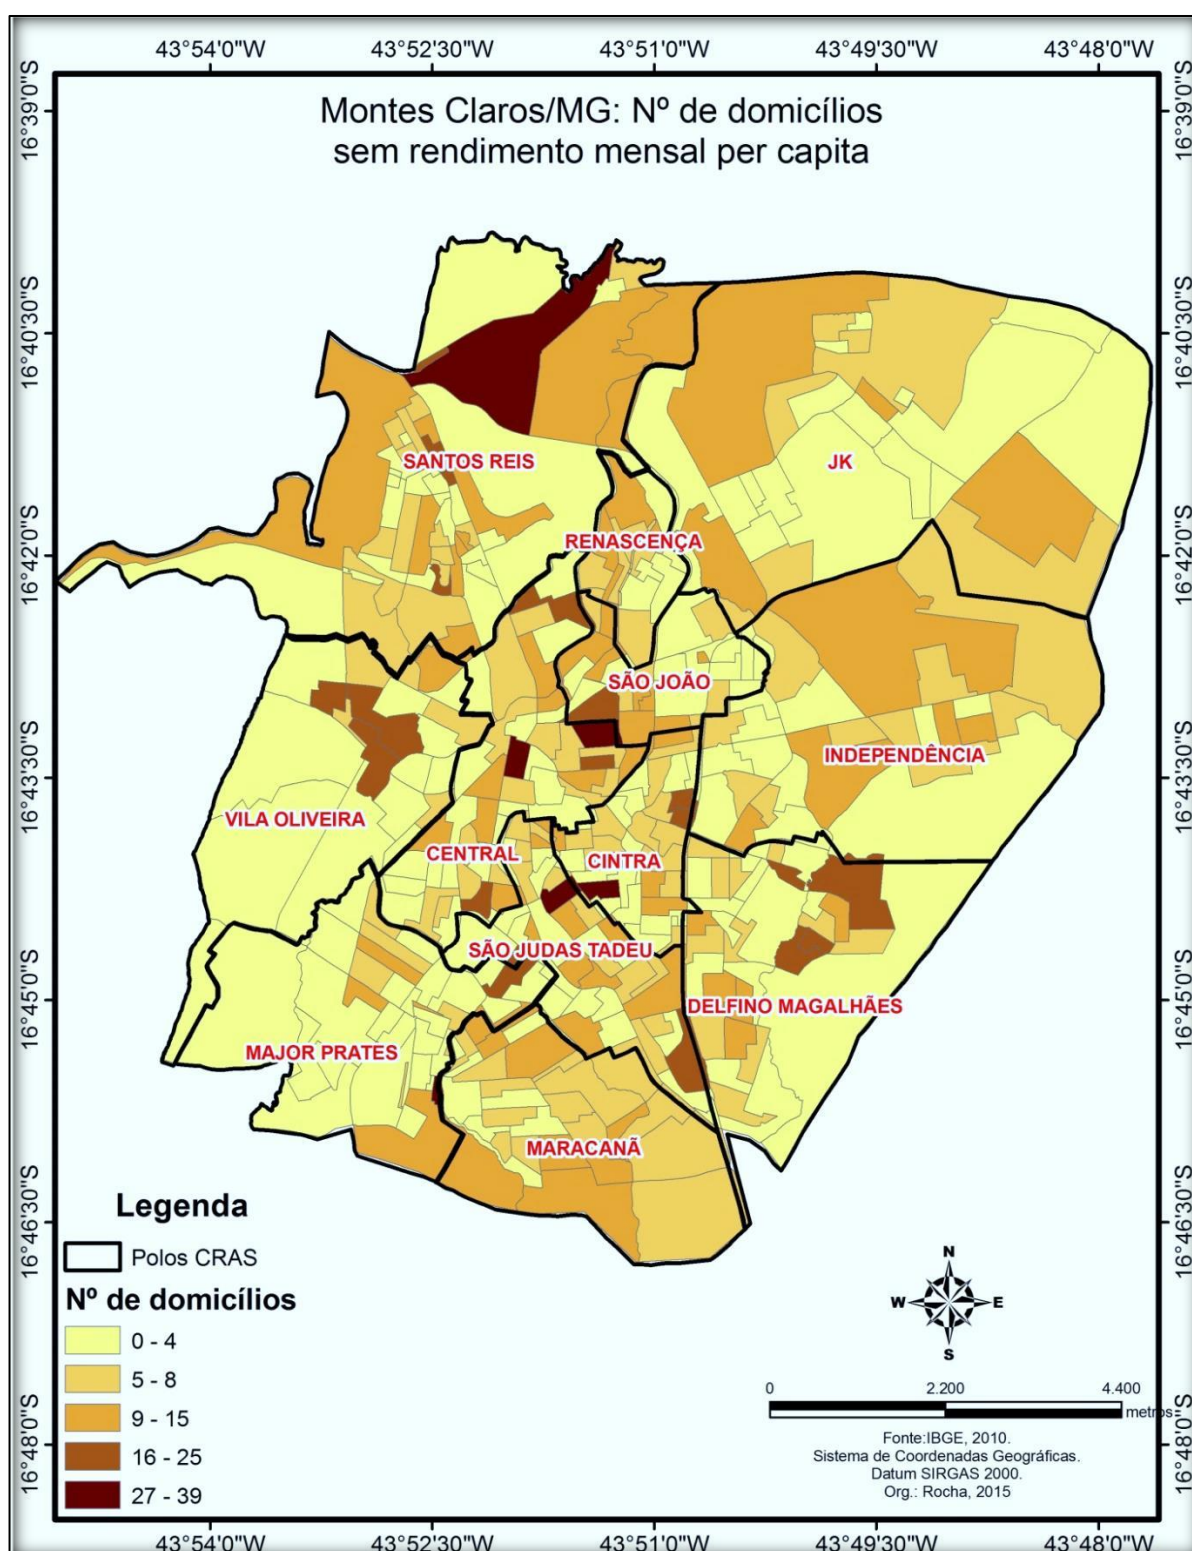 43°54'0"W 43°52'30"W 43°51'0"W 43°49'30"W 43°48'0"W
16°39'0"S 16°39'0"S
Montes Claros/MG: Nº de domicílios
sem rendimento mensal per capita
16°40'30"S 16°40'30"S
SANTOS REIS JK
RENASCENÇA
16°42'0"S 16°42'0"S
SÃO JOÃO
16°43'30"S INDEPENDÊNCIA 16°43'30"S
VILA OLIVEIRA
CENTRAL CINTRA
SÃO JUDAS TADEU
16°45'0"S DELFINO MAGALHÃES 16°45'0"S
MAJOR PRATES
MARACANÃ
16°46'30"S 16°46'30"S
Legenda
Polos CRAS
Nº de domicílios
0 - 4
5 - 8
9 - 15
16 - 25
27 - 39
N
W E
S
0 2.200 4.400
metros
Fonte:IBGE, 2010.
Sistema de Coordenadas Geográficas.
Datum SIRGAS 2000.
Org.: Rocha, 2015
16°48'0"S 16°48'0"S
43°54'0"W 43°52'30"W 43°51'0"W 43°49'30"W 43°48'0"W